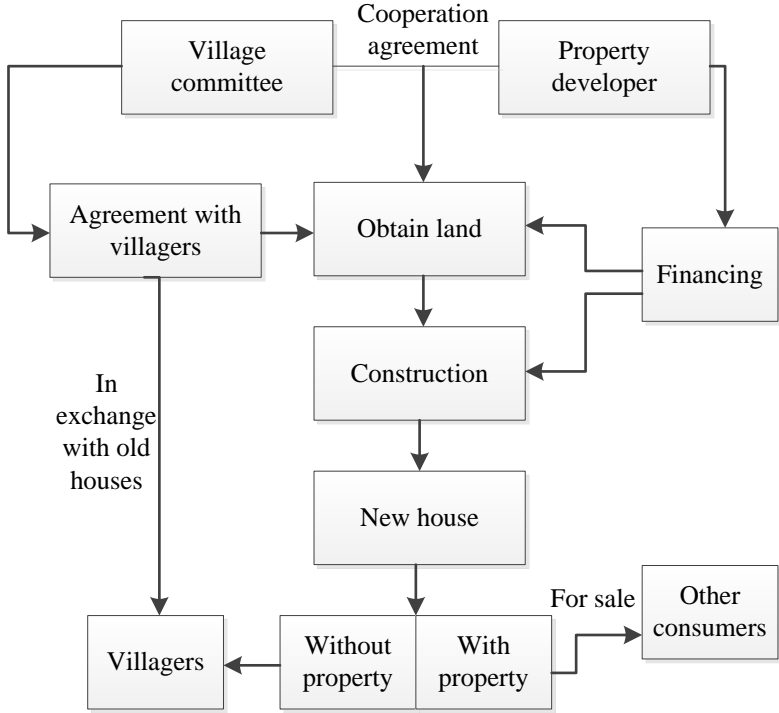 Village
committee
Cooperation
agreement
Property
developer
Agreement with
villagers
Obtain land
Financing
Construction
In
exchange
with old
houses
New house
For sale
Other
consumers
Villagers
Without
property
With
property